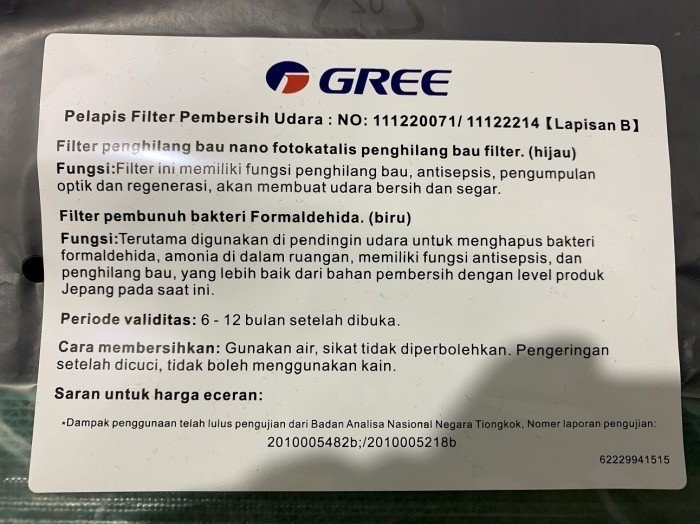 GREE
Pelapis Filter Pembersih Udara : NO: 111220071/ 11122214【Lapisan B】
Filter penghilang bau nano fotokatalis penghilang bau filter. (hijau)
Fungsi:Filter ini memiliki fungsi penghilang bau, antisepsis, pengumpulan
optik dan regenerasi, akan membuat udara bersih dan segar.
Filter pembunuh bakteri Formaldehida. (biru)
Fungsi:Terutama digunakan di pendingin udara untuk menghapus bakteri
formaldehida, amonia di dalam ruangan, memiliki fungsi antisepsis, dan
penghilang bau, yang lebih baik dari bahan pembersih dengan level produk
Jepang pada saat ini.
Periode validitas: 6 - 12 bulan setelah dibuka.
Cara membersihkan: Gunakan air, sikat tidak diperbolehkan. Pengeringan
setelah dicuci, tidak boleh menggunakan kain.
Saran untuk harga eceran:
*Dampak penggunaan telah lulus pengujian dari Badan Analisa Nasional Negara Tiongkok, Nomer laporan pengujian:
2010005482b;/2010005218b
62229941515